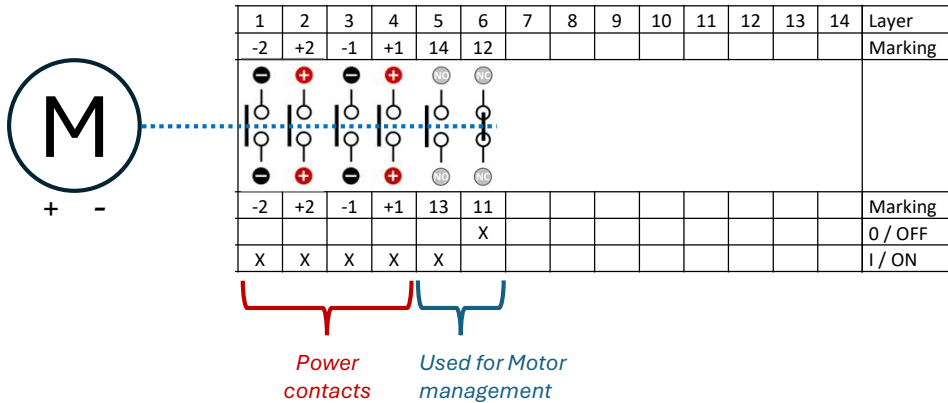 1 2 3 4 5 6 7 8 9 10 11 12 13 14 Layer
-2 +2 -1 +1 14 12 Marking
− + − + NO NC
M
− + − + NO NC
+ -
-2 +2 -1 +1 13 11 Marking
X 0 / OFF
X X X X X I / ON
Power Used for Motor
contacts management